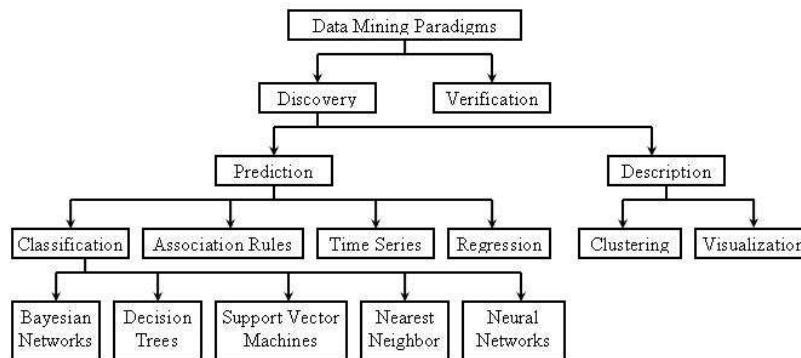 Data Mining Paradigms
Discovery
Verification
Prediction
Description
Classification
Association Rules
Time Series
Regression
Clustering
Visualization
Bayesian
Networks
Decision
Trees
Support Vector
Machines
Nearest
Neighbor
Neural
Networks